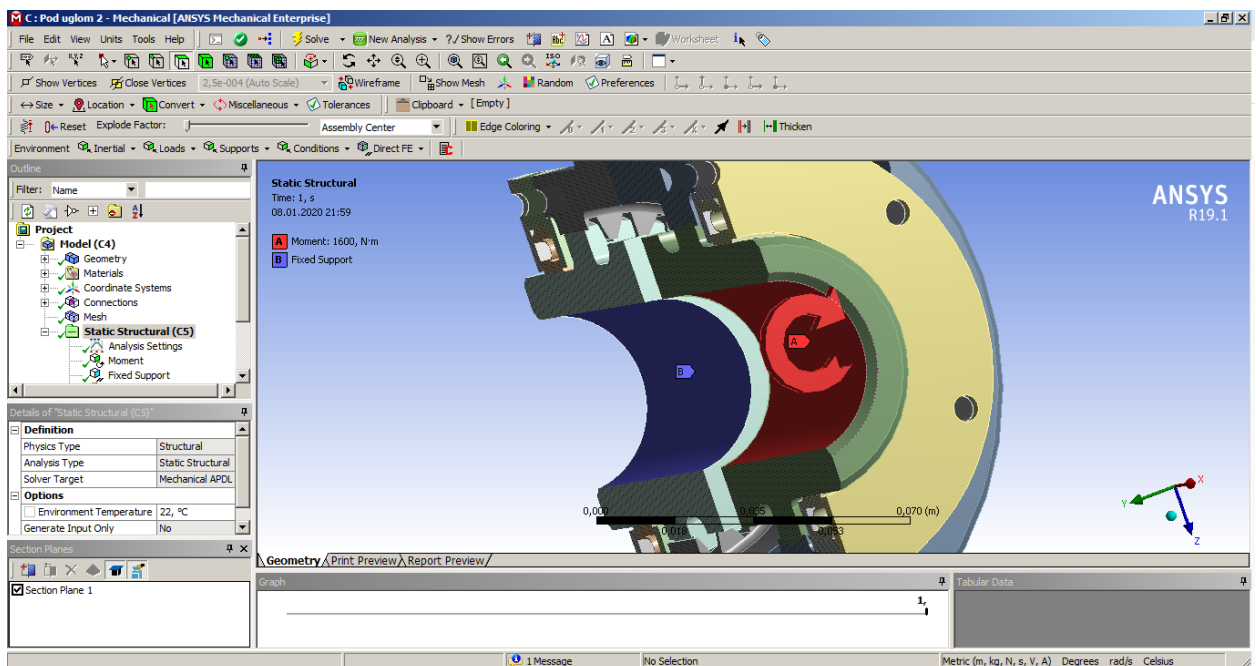 C : Pod uglom 2 - Mechanical [ANSYS Mechanical Enterprise]
File Edit View Units Tools Help Solve New Analysis ?/ Show Errors Worksheet
Show Vertices Close Vertices 2,5e-004 (Auto Scale) Wireframe Show Mesh Random Preferences
Size Location Convert Miscellaneous Tolerances Clipboard [Empty]
Reset Explode Factor: Assembly Center Edge Coloring Thicken
Environment Inertial Loads Supports Conditions Direct FE
Outline
Filter: Name
Project
Model (C4)
Geometry
Materials
Coordinate Systems
Connections
Mesh
Static Structural (C5)
Analysis Settings
Moment
Fixed Support
Details of "Static Structural (C5)"
Definition
Physics Type Structural
Analysis Type Static Structural
Solver Target Mechanical APDL
Options
Environment Temperature 22, °C
Generate Input Only No
Section Planes
Section Plane 1
Static Structural
Time: 1, s
08.01.2020 21:59
A Moment: 1600, N·m
B Fixed Support
ANSYS
R19.1
A
B
0,000 0,035 0,070 (m)
0,018 0,053
X
Y
Z
Geometry Print Preview Report Preview
Graph
1,
Tabular Data
1 Message No Selection Metric (m, kg, N, s, V, A) Degrees rad/s Celsius